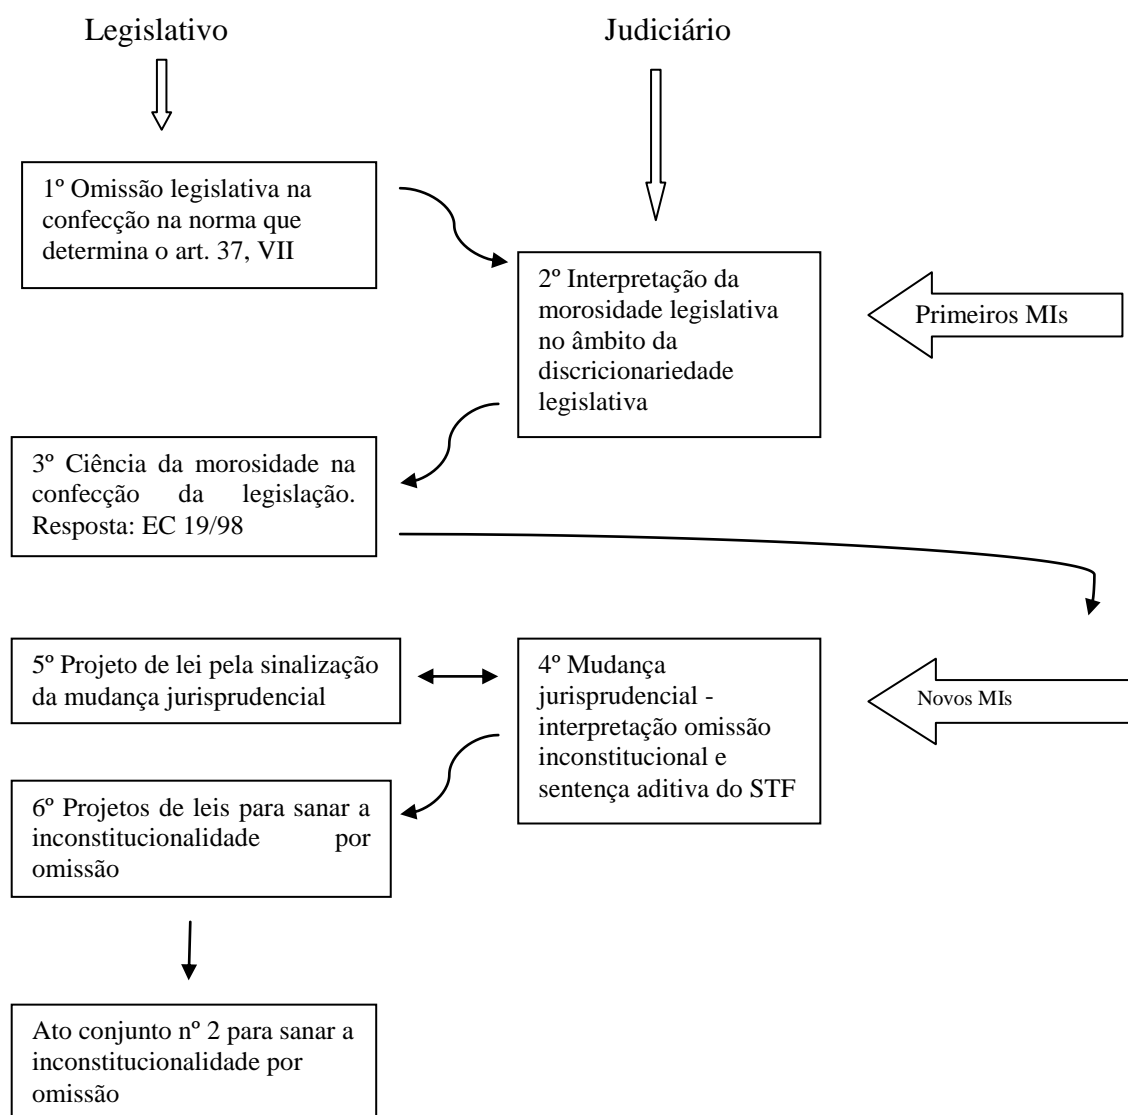 Legislativo
Judiciário
1º Omissão legislativa na
confecção na norma que
determina o art. 37, VII
2º Interpretação da
morosidade legislativa
no âmbito da
discricionariedade
legislativa
Primeiros MIs
3º Ciência da morosidade na
confecção da legislação.
Resposta: EC 19/98
5º Projeto de lei pela sinalização
da mudança jurisprudencial
4º Mudança
jurisprudencial -
interpretação omissão
inconstitucional e
sentença aditiva do STF
Novos MIs
6º Projetos de leis para sanar a
inconstitucionalidade por
omissão
Ato conjunto nº 2 para sanar a
inconstitucionalidade por
omissão